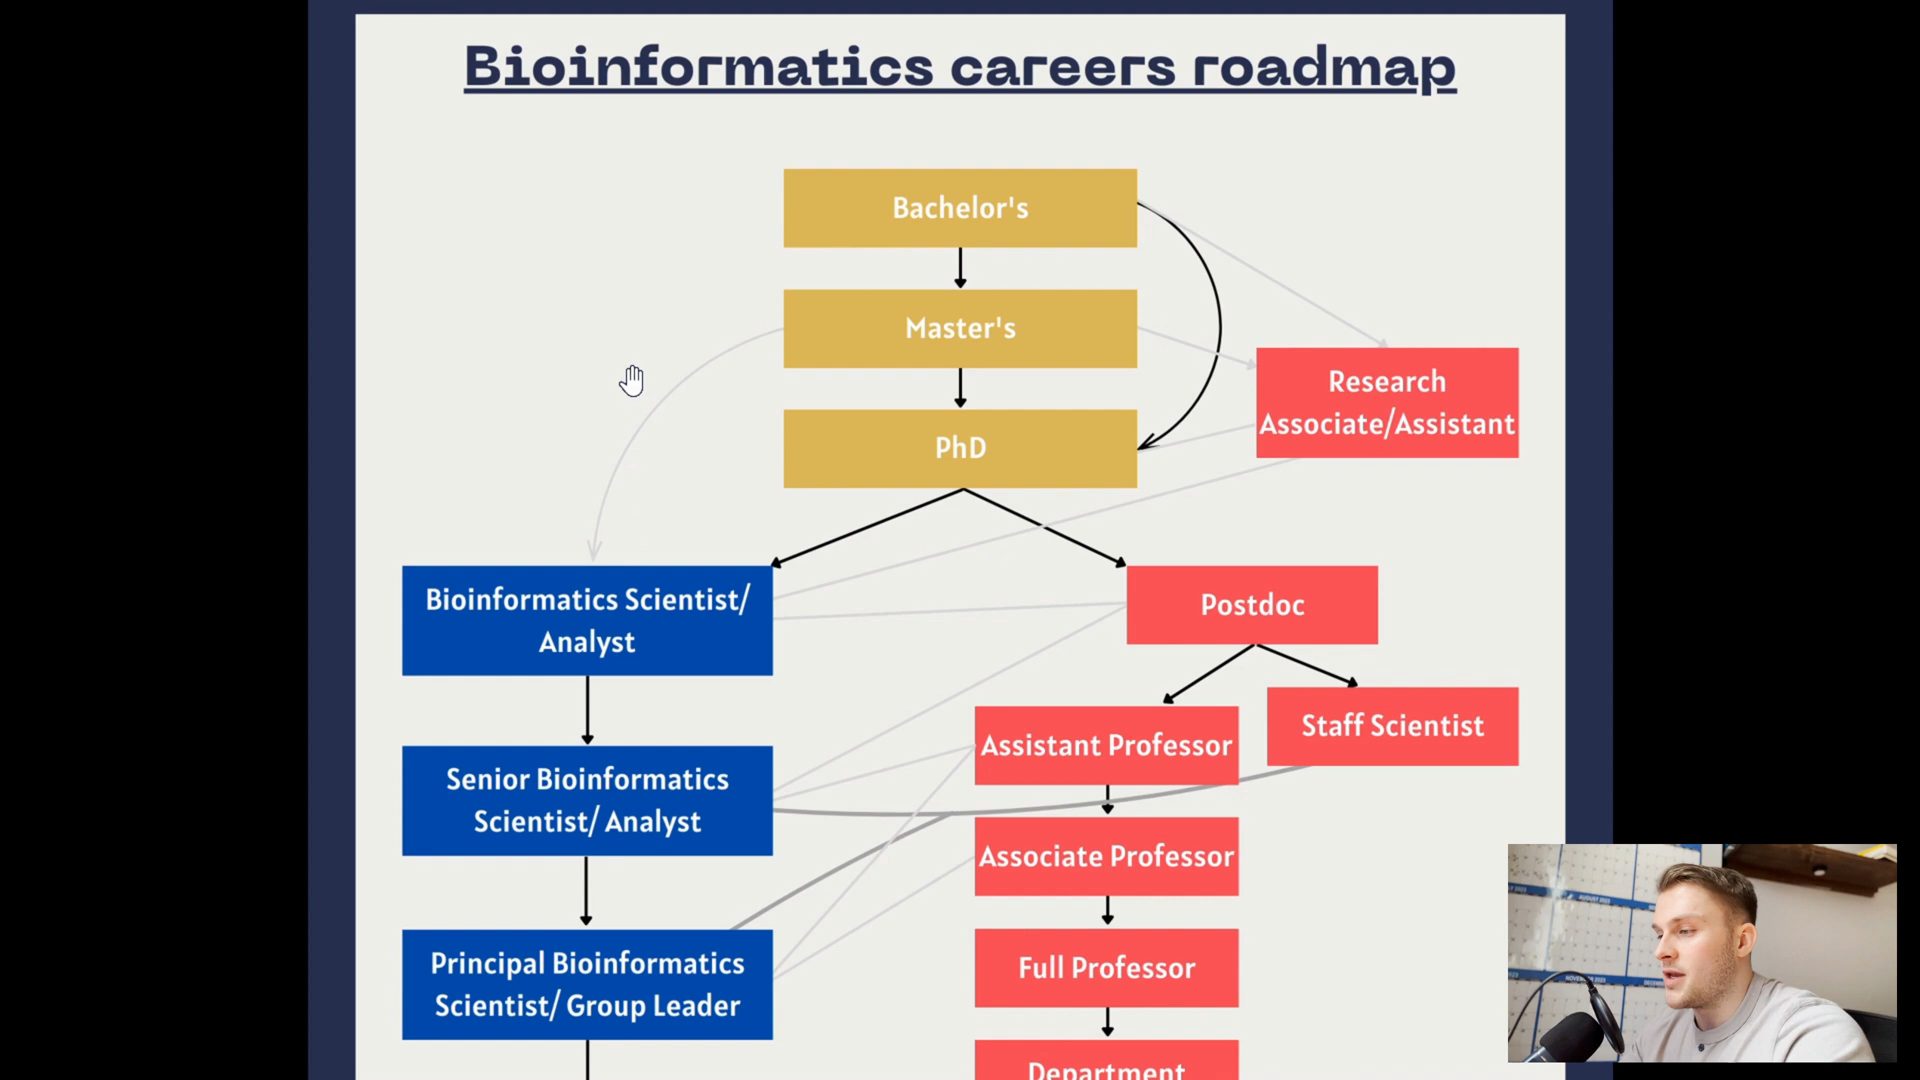 Bioinformatics careers roadmap
Bachelor's
Master's
Research
Associate/Assistant
PhD
Bioinformatics Scientist/
Analyst
Postdoc
Senior Bioinformatics
Scientist/ Analyst
Assistant Professor
Staff Scientist
Associate Professor
Principal Bioinformatics
Scientist/ Group Leader
Full Professor
Department